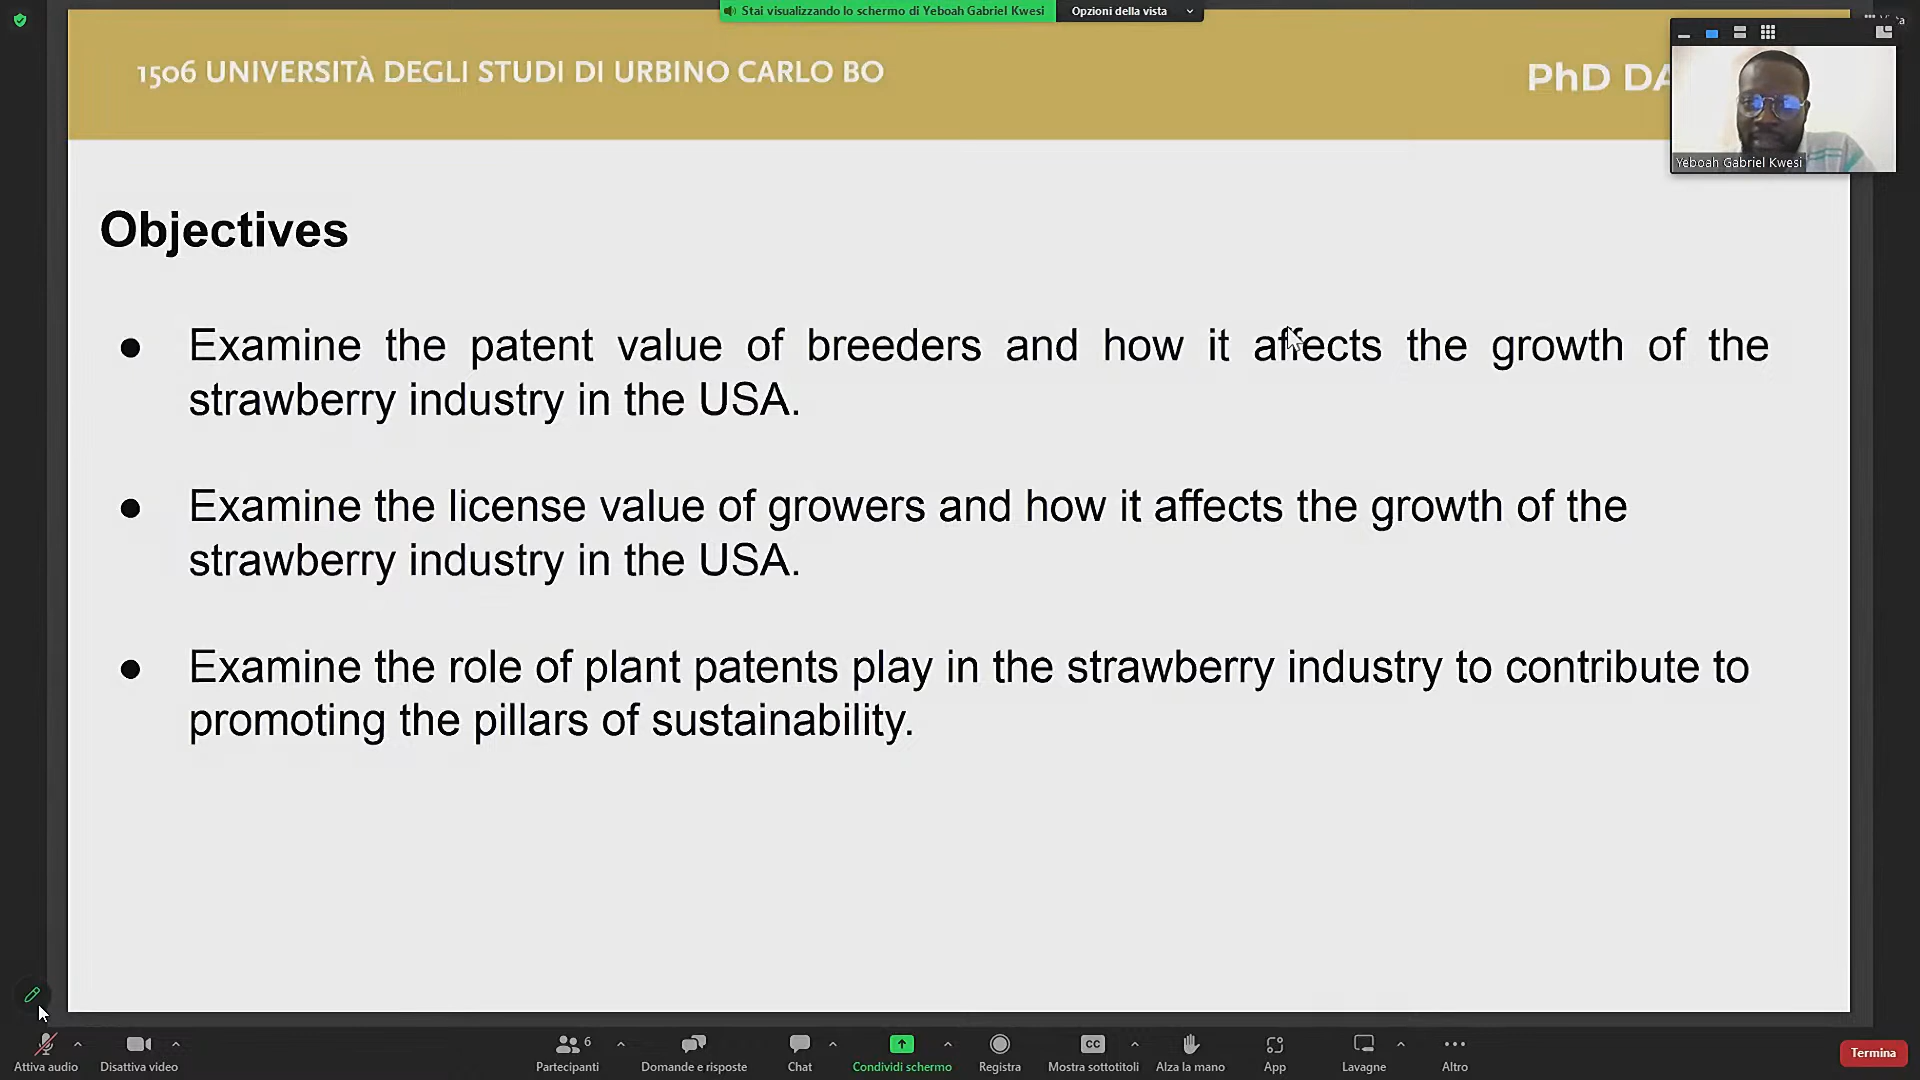 Stai visualizzando lo schermo di Yeboah Gabriel Kwesi
Opzioni della vista
1506 UNIVERSITÀ DEGLI STUDI DI URBINO CARLO BO
PhD DA
Yeboah Gabriel Kwesi
Objectives
● Examine the patent value of breeders and how it affects the growth of the
strawberry industry in the USA.
● Examine the license value of growers and how it affects the growth of the
strawberry industry in the USA.
● Examine the role of plant patents play in the strawberry industry to contribute to
promoting the pillars of sustainability.
Attiva audio
Disattiva video
Partecipanti
6
Domande e risposte
Chat
Condividi schermo
Registra
CC
Mostra sottotitoli
Alza la mano
App
Lavagne
Altro
Termina